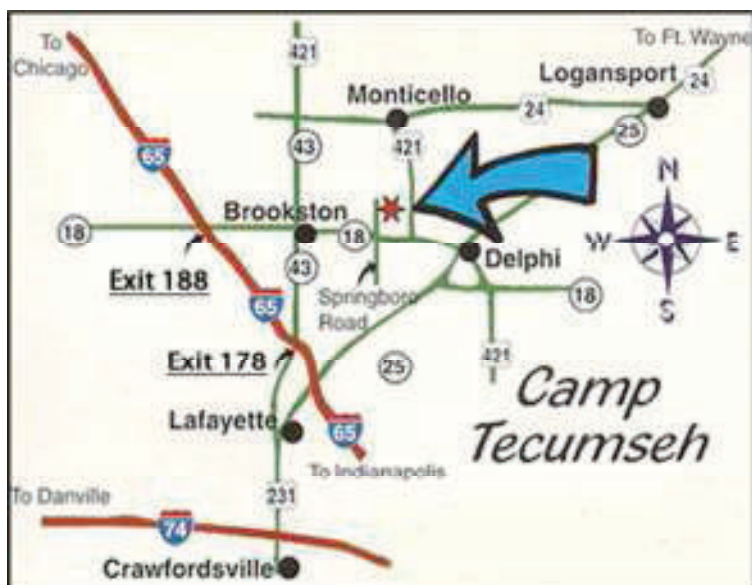 To
Chicago
421
To Ft. Wayne
Logansport
24
Monticello
24
25
65
43
421
N
Brookston
18
18
W
E
Delphi
Exit 188
43
Springboro
Road
18
S
65
Exit 178
25
421
Camp
Tecumseh
Lafayette
65
To Indianapolis
To Danville
231
74
Crawfordsville